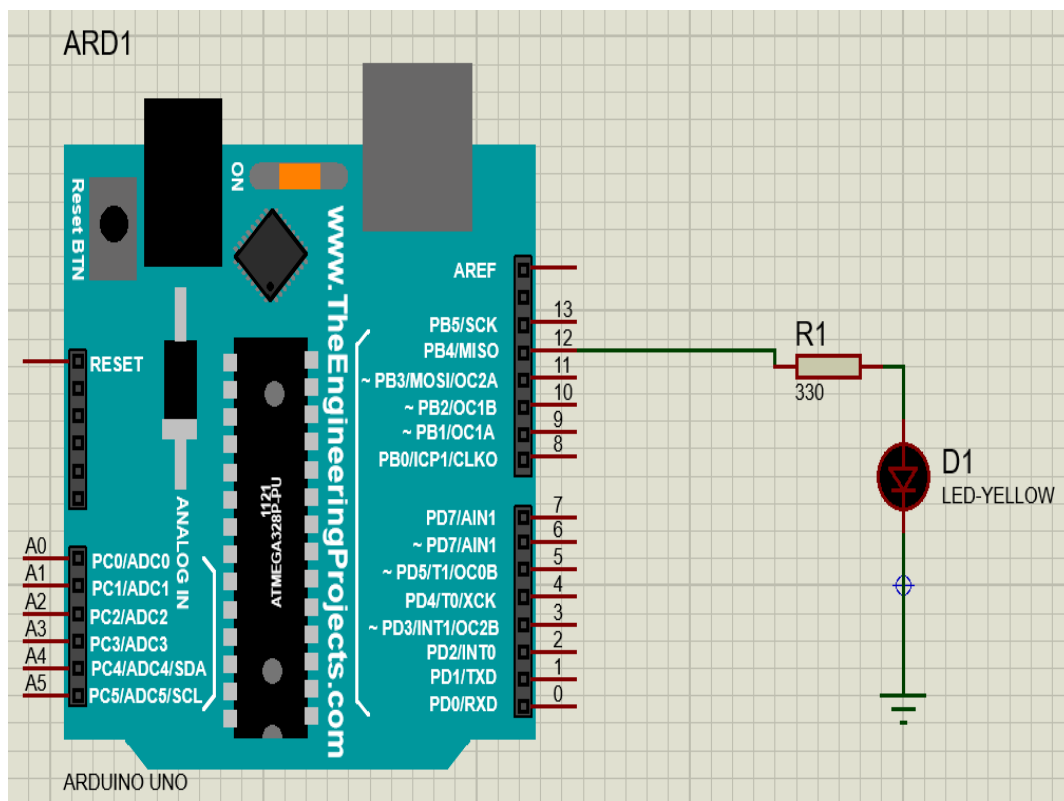 ARD1
ON
Reset BTN
www.TheEngineeringProjects.com
AREF
PB5/SCK 13
RESET
PB4/MISO 12
~ PB3/MOSI/OC2A 11
~ PB2/OC1B 10
~ PB1/OC1A 9
PB0/ICP1/CLKO 8
R1
330
D1
LED-YELLOW
1121
ATMEGA328P-PU
ANALOG IN
PD7/AIN1 7
~ PD7/AIN1 6
~ PD5/T1/OC0B 5
PD4/T0/XCK 4
~ PD3/INT1/OC2B 3
PD2/INT0 2
PD1/TXD 1
PD0/RXD 0
A0 PC0/ADC0
A1 PC1/ADC1
A2 PC2/ADC2
A3 PC3/ADC3
A4 PC4/ADC4/SDA
A5 PC5/ADC5/SCL
ARDUINO UNO